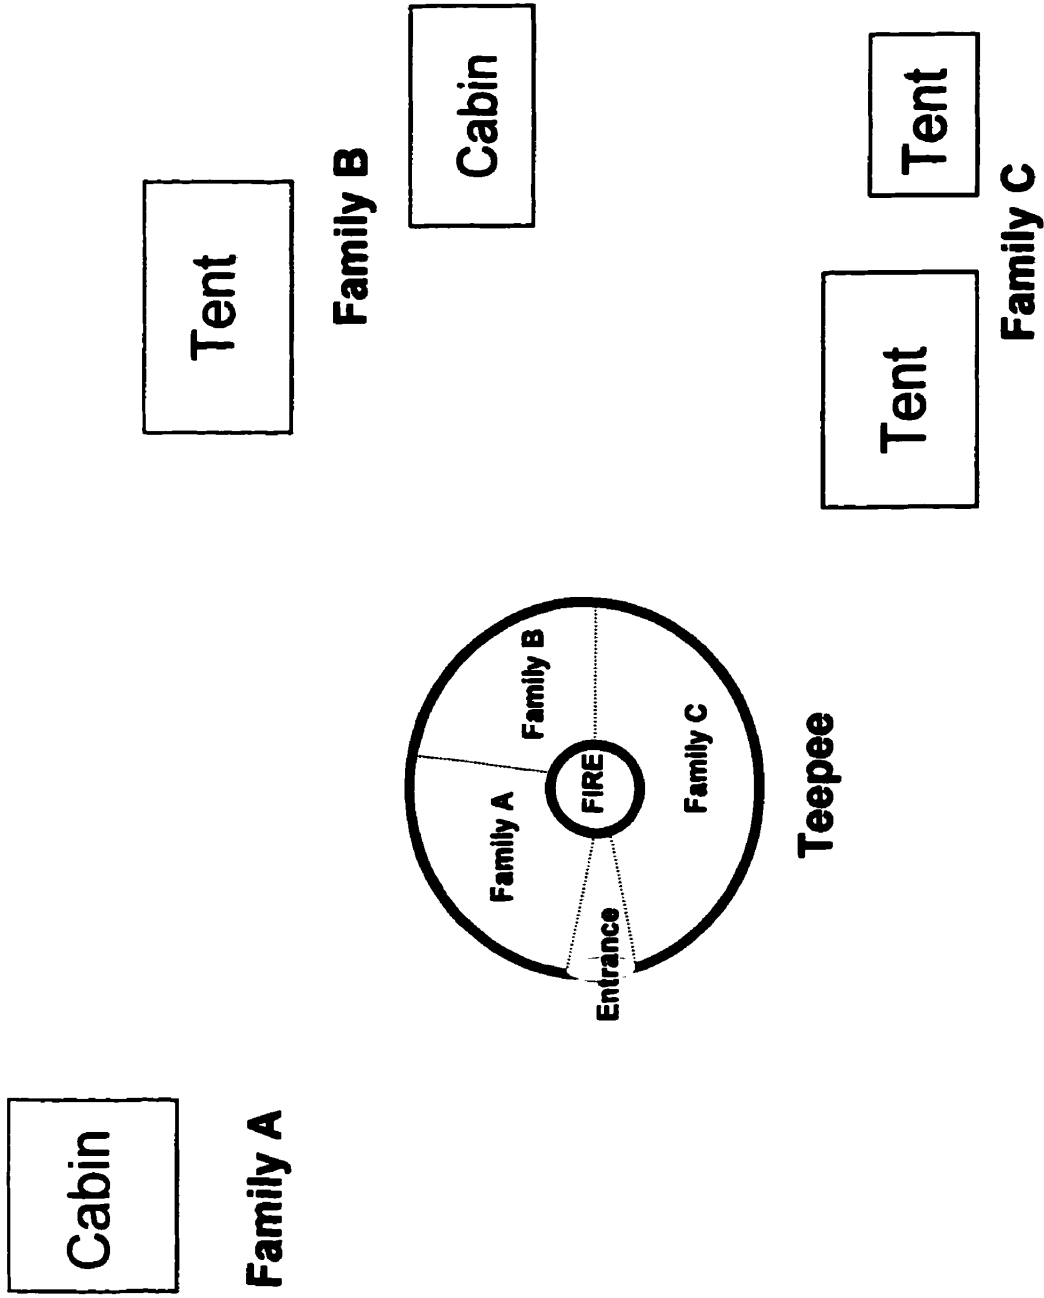 Cabin
Family A
Tent
Family B
Cabin
Family A
Family B
FIRE
Entrance
Family C
Teepee
Tent
Tent
Family C